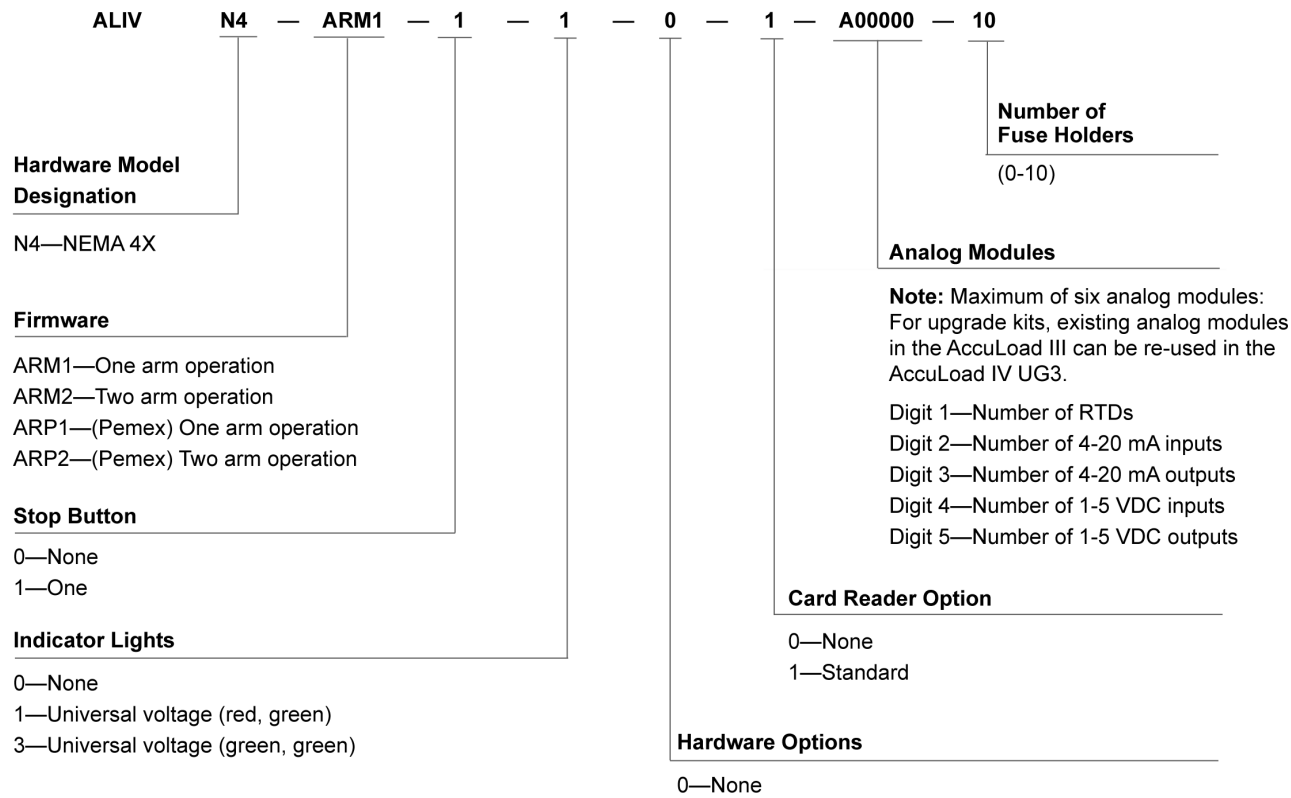 ALIV N4 — ARM1 — 1 — 1 — 0 — 1 — A00000 — 10
Number of
Fuse Holders
(0-10)
Hardware Model
Designation
N4—NEMA 4X
Analog Modules
Note: Maximum of six analog modules:
For upgrade kits, existing analog modules
in the AccuLoad III can be re-used in the
AccuLoad IV UG3.
Digit 1—Number of RTDs
Digit 2—Number of 4-20 mA inputs
Digit 3—Number of 4-20 mA outputs
Digit 4—Number of 1-5 VDC inputs
Digit 5—Number of 1-5 VDC outputs
Firmware
ARM1—One arm operation
ARM2—Two arm operation
ARP1—(Pemex) One arm operation
ARP2—(Pemex) Two arm operation
Stop Button
0—None
1—One
Card Reader Option
0—None
1—Standard
Indicator Lights
0—None
1—Universal voltage (red, green)
3—Universal voltage (green, green)
Hardware Options
0—None